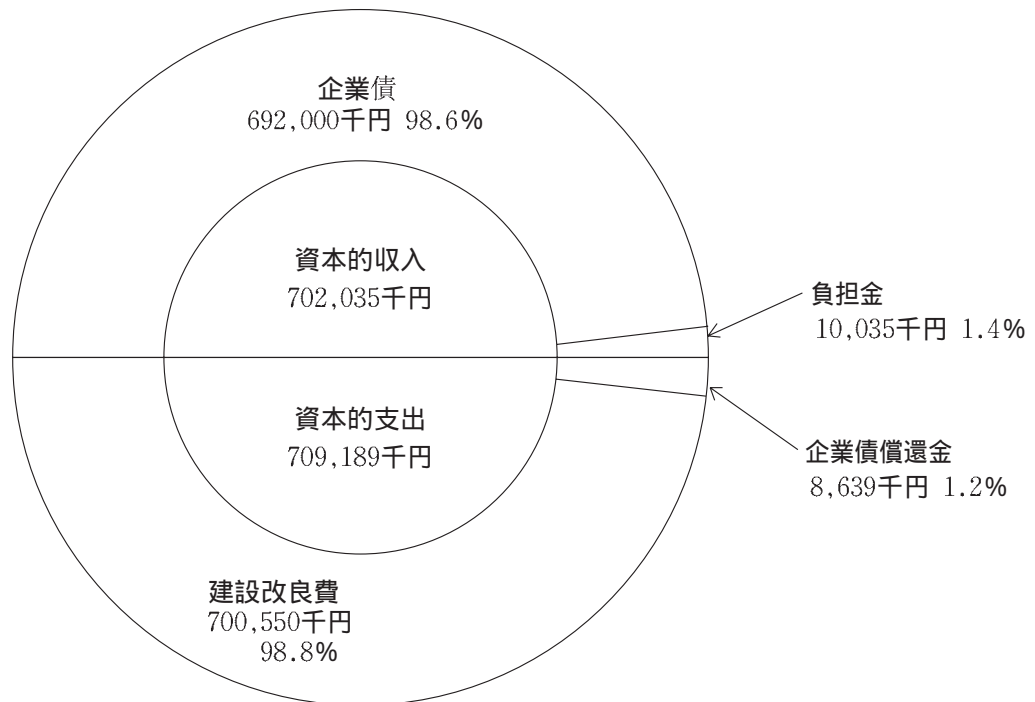 企業債
692,000千円 98.6%
資本的収入
702,035千円
負担金
10,035千円 1.4%
資本的支出
709,189千円
企業債償還金
8,639千円 1.2%
建設改良費
700,550千円
98.8%